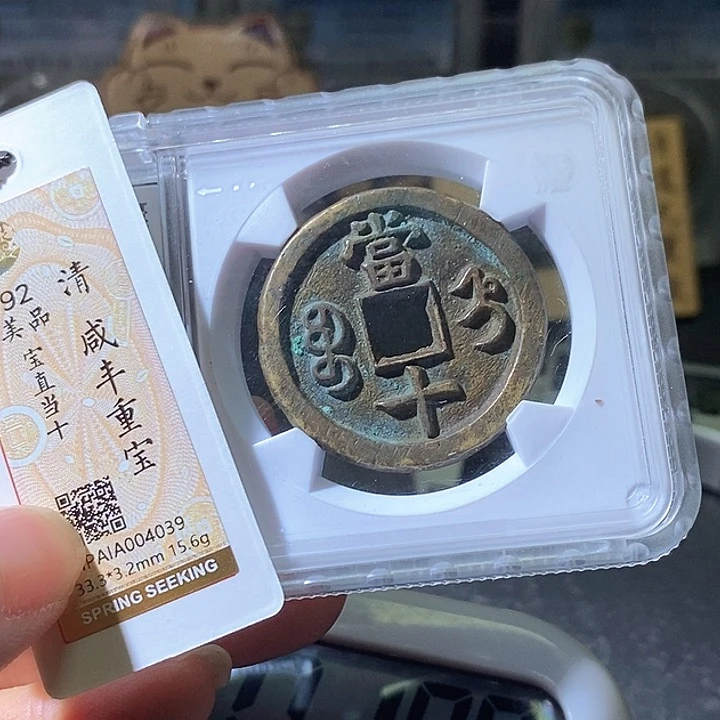 清 咸丰重宝
92
美品
宝直当十
PAIA004039
33.3*3.2mm 15.6g
SPRING SEEKING
當
十